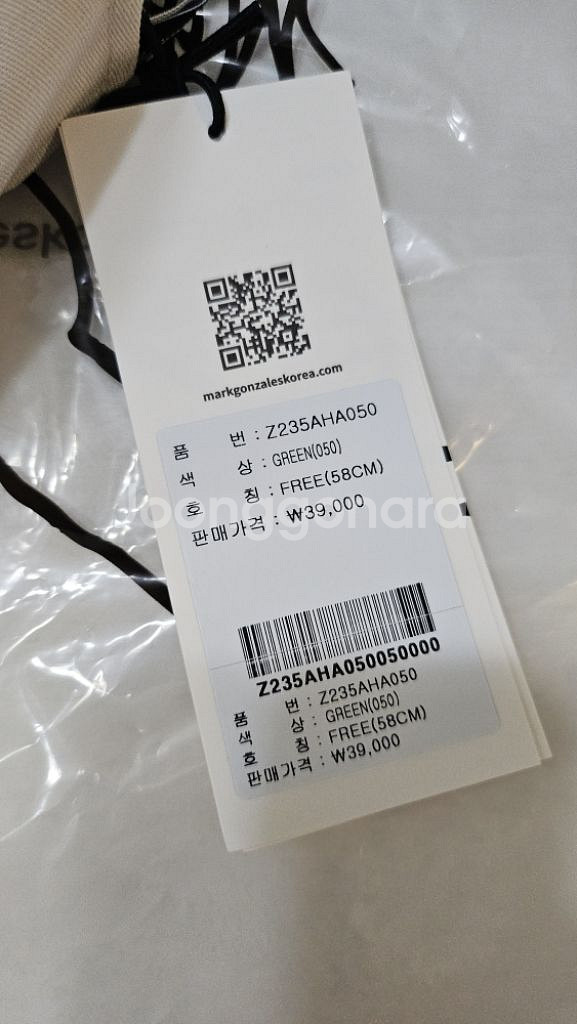 markgonzaleskorea.com
품 번 : Z235AHA050
색 상 : GREEN(050)
호 칭 : FREE(58CM)
판매가격 : ₩39,000
joonggonara
Z235AHA050050000
품 번 : Z235AHA050
색 상 : GREEN(050)
호 칭 : FREE(58CM)
판매가격 : ₩39,000